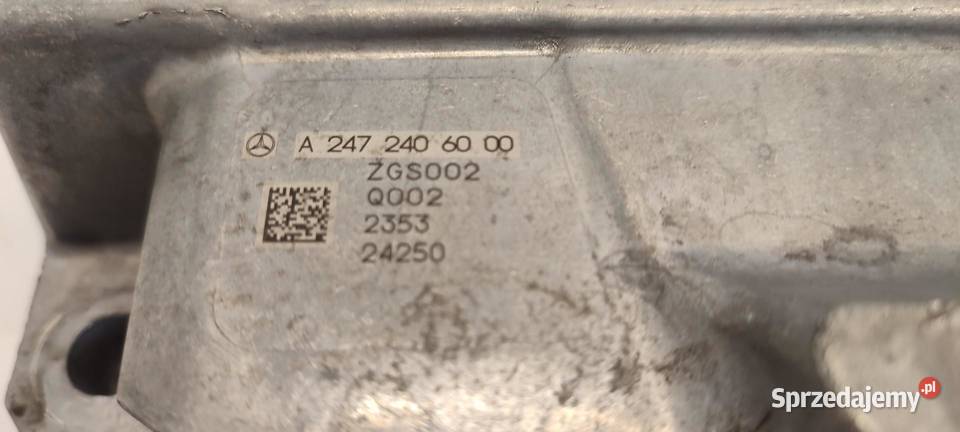 A 247 240 60 00
ZGS002
Q002
2353
24250
Sprzedajemy.pl